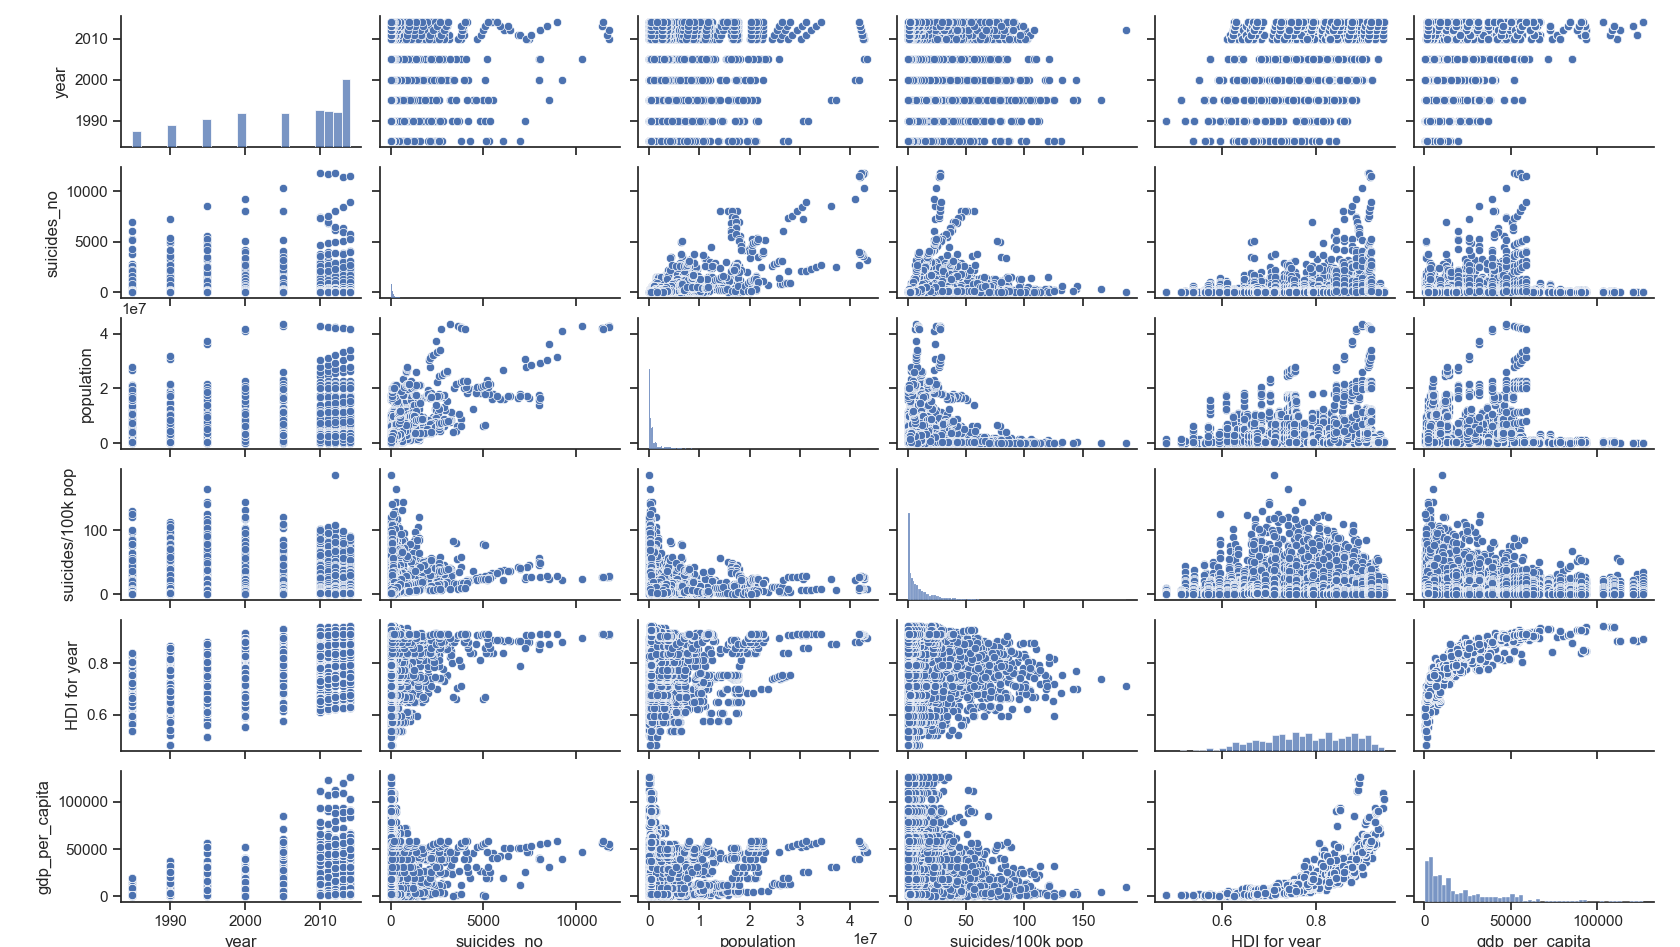 2010
2000
1990
year
10000
5000
0
suicides_no
1e7
4
2
0
population
100
0
suicides/100k pop
0.8
0.6
HDI for year
100000
50000
0
gdp_per_capita
1990 2000 2010 0 5000 10000 0 1 2 3 4 0 50 100 150 0.6 0.8 0 50000 100000
1e7
year suicides_no population suicides/100k pop HDI for year gdp_per_capita